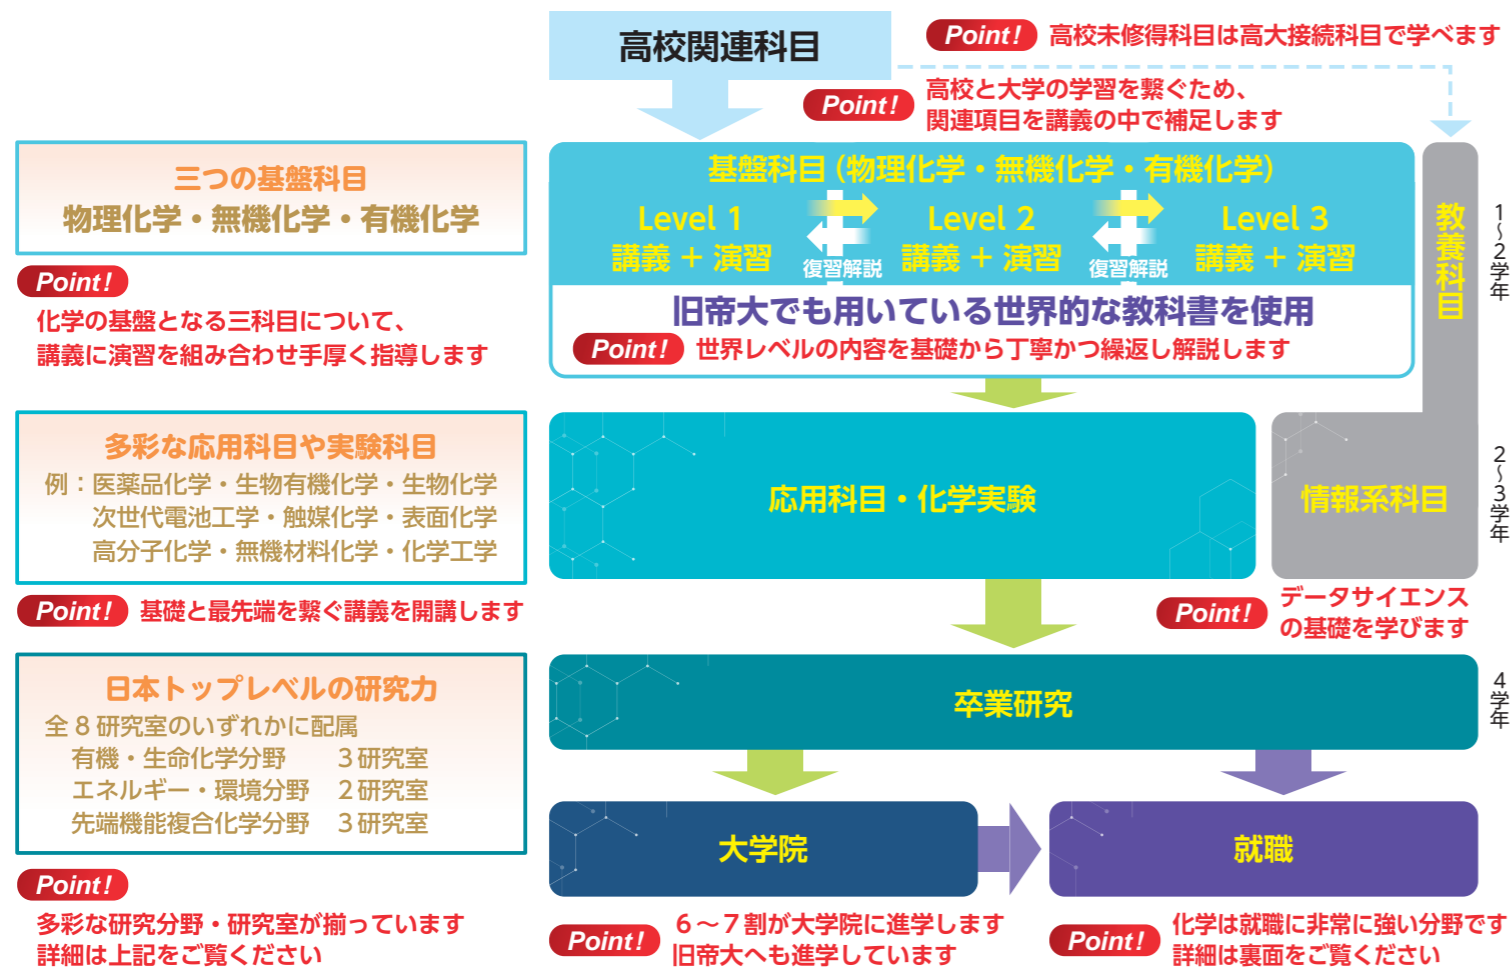 高校関連科目
Point! 高校未修得科目は高大接続科目で学べます
Point! 高校と大学の学習を繋ぐため、
関連項目を講義の中で補足します
三つの基盤科目
物理化学・無機化学・有機化学
Point!
化学の基盤となる三科目について、
講義に演習を組み合わせ手厚く指導します
基盤科目（物理化学・無機化学・有機化学）
Level 1
講義 + 演習
復習解説
Level 2
講義 + 演習
復習解説
Level 3
講義 + 演習
旧帝大でも用いている世界的な教科書を使用
Point! 世界レベルの内容を基礎から丁寧かつ繰返し解説します
教養科目
1～2学年
多彩な応用科目や実験科目
例：医薬品化学・生物有機化学・生物化学
次世代電池工学・触媒化学・表面化学
高分子化学・無機材料化学・化学工学
Point! 基礎と最先端を繋ぐ講義を開講します
応用科目・化学実験
情報系科目
2～3学年
Point! データサイエンス
の基礎を学びます
日本トップレベルの研究力
全8研究室のいずれかに配属
有機・生命化学分野 3研究室
エネルギー・環境分野 2研究室
先端機能複合化学分野 3研究室
Point!
多彩な研究分野・研究室が揃っています
詳細は上記をご覧ください
卒業研究
4学年
大学院
就職
Point! 6～7割が大学院に進学します
旧帝大へも進学しています
Point! 化学は就職に非常に強い分野です
詳細は裏面をご覧ください